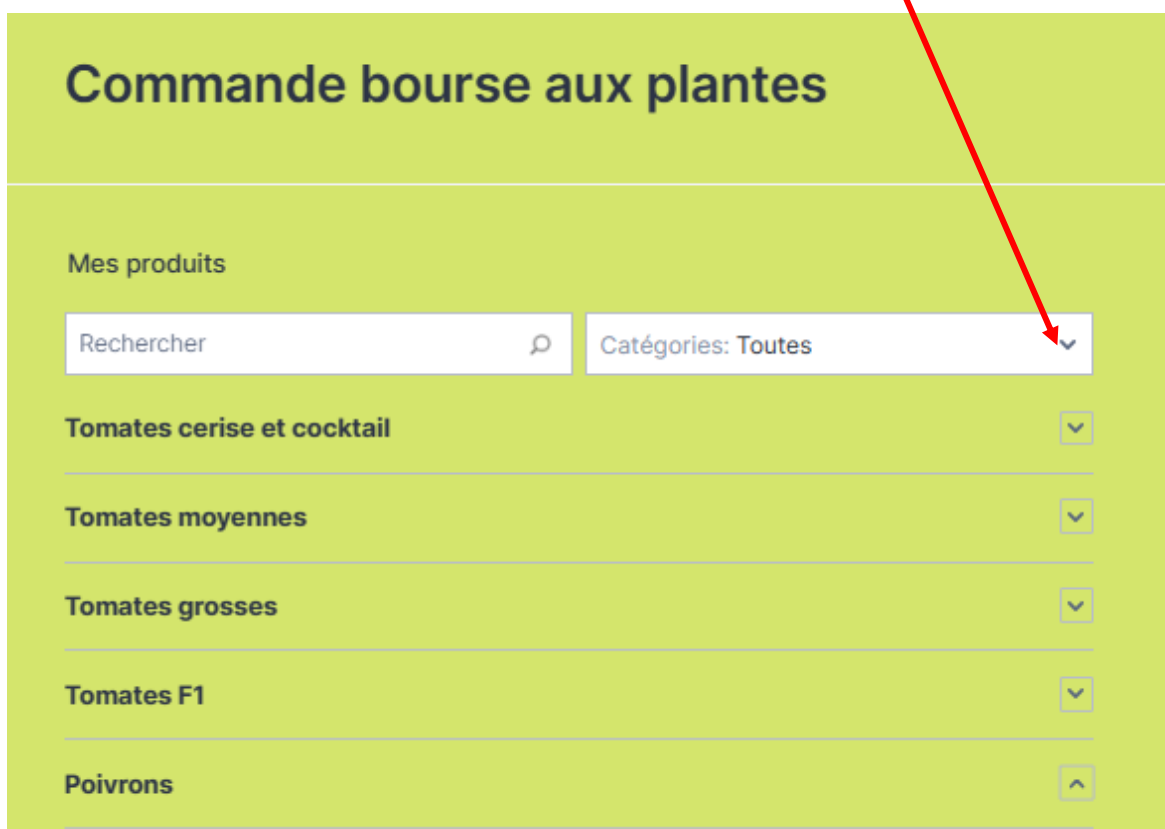 Commande bourse aux plantes
Mes produits
Rechercher
Catégories: Toutes
Tomates cerise et cocktail
Tomates moyennes
Tomates grosses
Tomates F1
Poivrons